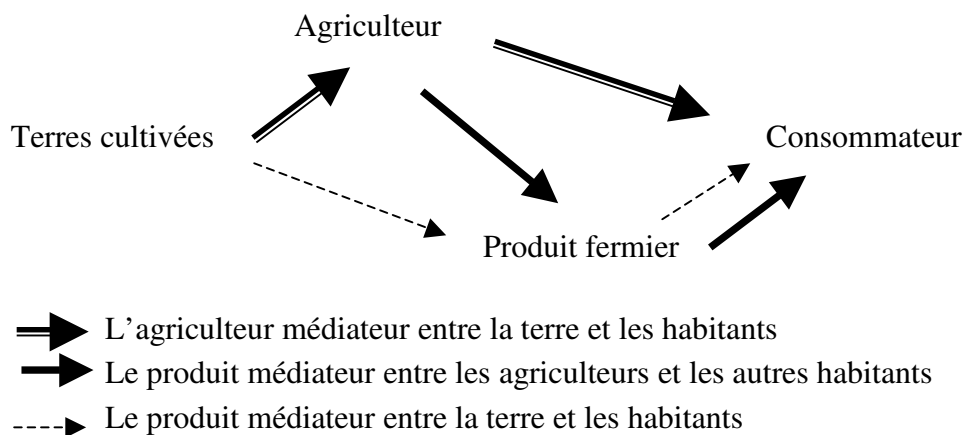 Agriculteur
Terres cultivées
Consommateur
Produit fermier
L’agriculteur médiateur entre la terre et les habitants
Le produit médiateur entre les agriculteurs et les autres habitants
Le produit médiateur entre la terre et les habitants